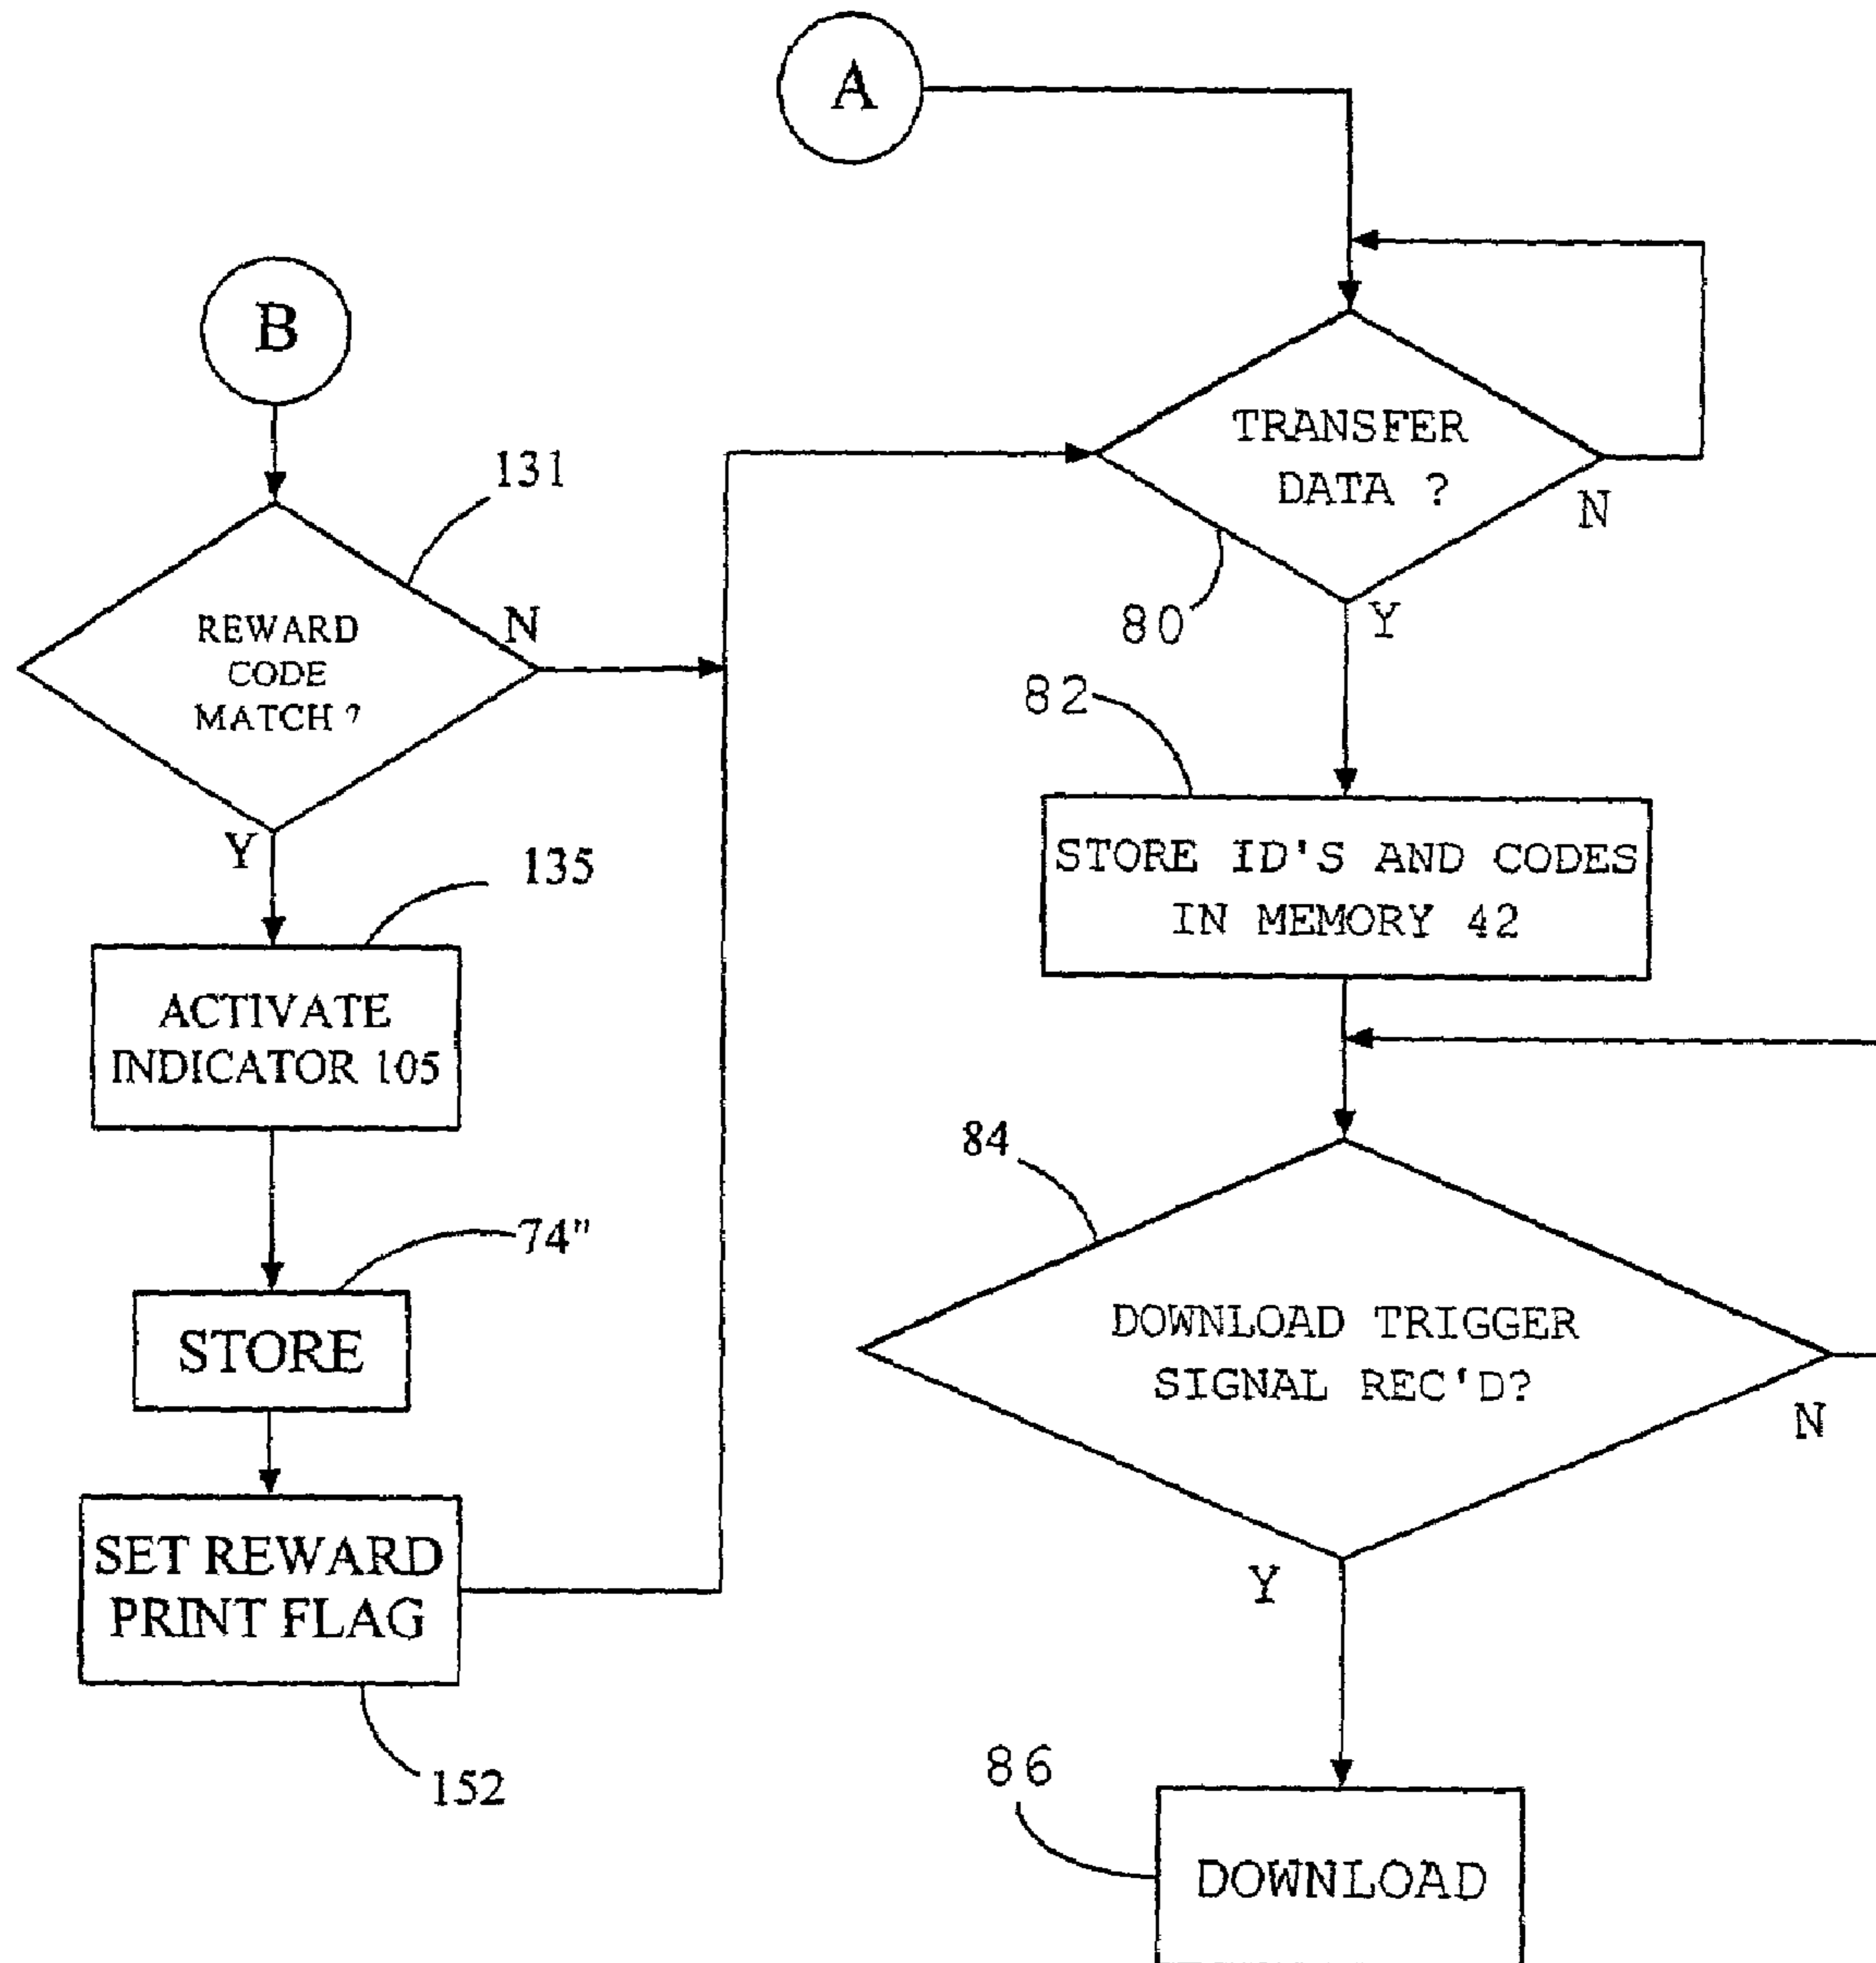 A
B
131
REWARD
CODE
MATCH ?
N
Y
135
ACTIVATE
INDICATOR 105
74"
STORE
SET REWARD
PRINT FLAG
152
TRANSFER
DATA ?
N
80
Y
82
STORE ID'S AND CODES
IN MEMORY 42
84
DOWNLOAD TRIGGER
SIGNAL REC'D?
N
Y
86
DOWNLOAD